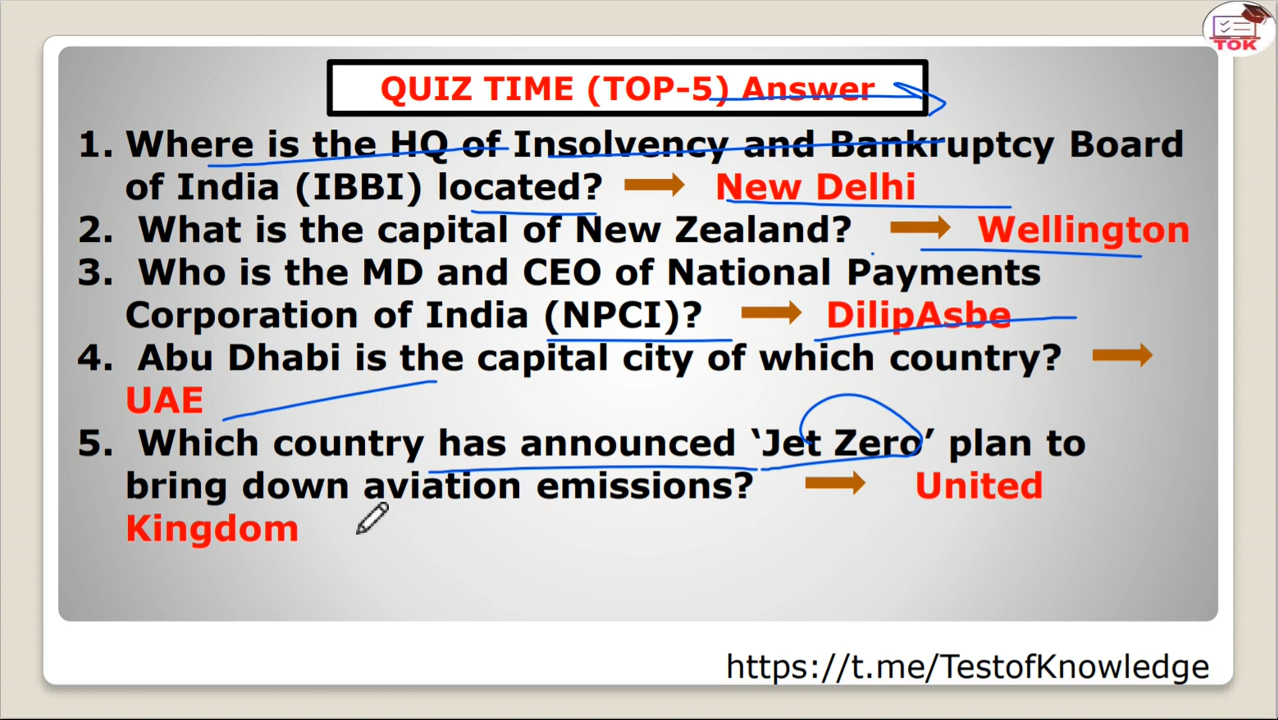 TOK
QUIZ TIME (TOP-5) Answer
1. Where is the HQ of Insolvency and Bankruptcy Board
of India (IBBI) located? New Delhi
2. What is the capital of New Zealand? Wellington
3. Who is the MD and CEO of National Payments
Corporation of India (NPCI)? DilipAsbe
4. Abu Dhabi is the capital city of which country?
UAE
5. Which country has announced ‘Jet Zero’ plan to
bring down aviation emissions? United
Kingdom
https://t.me/TestofKnowledge